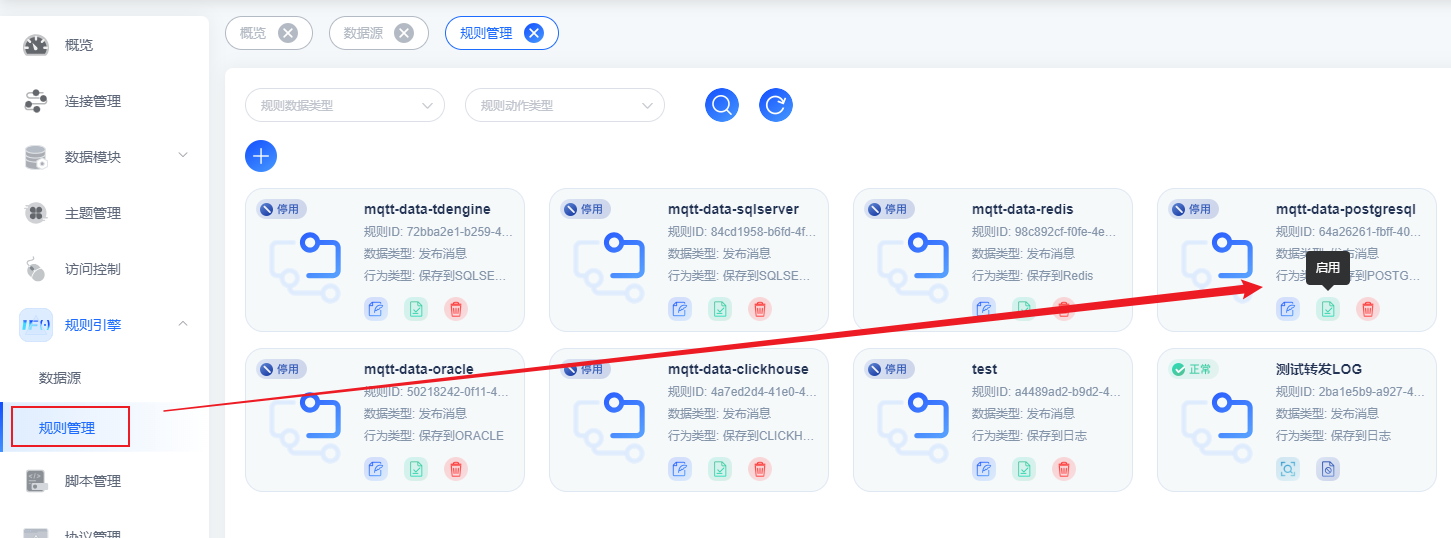 概览
连接管理
数据模块
主题管理
访问控制
IF()
规则引擎
数据源
规则管理
脚本管理
协议管理
概览
数据源
规则管理
规则数据类型
规则动作类型
停用
mqtt-data-tdengine
规则ID: 72bba2e1-b259-4...
数据类型: 发布消息
行为类型: 保存到SQLSE...
停用
mqtt-data-sqlserver
规则ID: 84cd1958-b6fd-4f...
数据类型: 发布消息
行为类型: 保存到SQLSE...
停用
mqtt-data-redis
规则ID: 98c892cf-f0fe-4e...
数据类型: 发布消息
行为类型: 保存到Redis
停用
mqtt-data-postgresql
规则ID: 64a26261-fbff-40...
数据类 发布消息
行为类 存到POSTG...
启用
停用
mqtt-data-oracle
规则ID: 50218242-0f11-4...
数据类型: 发布消息
行为类型: 保存到ORACLE
停用
mqtt-data-clickhouse
规则ID: 4a7ed2d4-41e0-4...
数据类型: 发布消息
行为类型: 保存到CLICKH...
停用
test
规则ID: a4489ad2-b9d2-4...
数据类型: 发布消息
行为类型: 保存到日志
正常
测试转发LOG
规则ID: 2ba1e5b9-a927-4...
数据类型: 发布消息
行为类型: 保存到日志